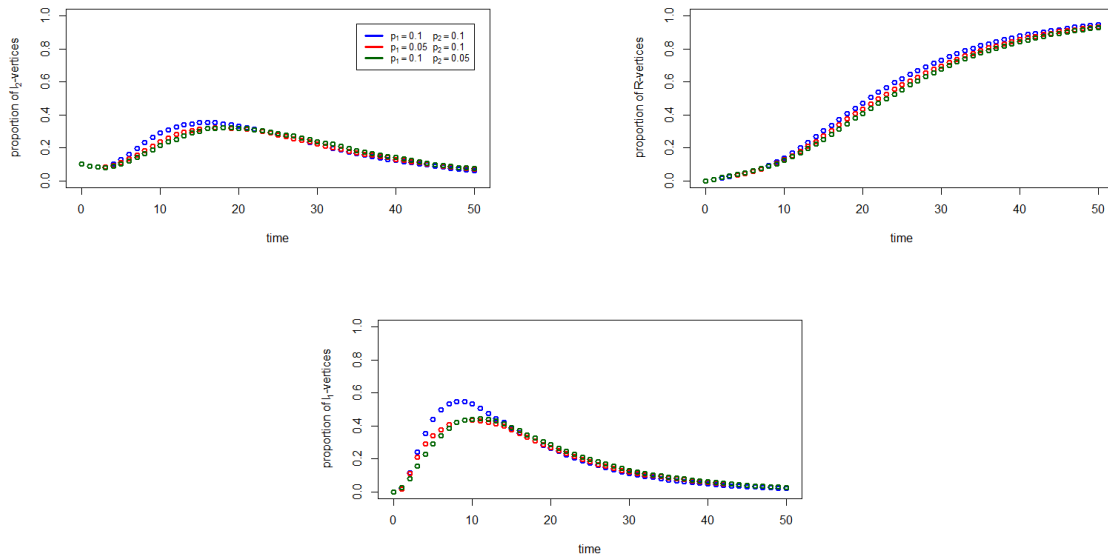 proportion of I₂-vertices
1.0
0.8
0.6
0.4
0.2
0.0
p₁ = 0.1 p₂ = 0.1
p₁ = 0.05 p₂ = 0.1
p₁ = 0.1 p₂ = 0.05
0 10 20 30 40 50
time
proportion of R-vertices
1.0
0.8
0.6
0.4
0.2
0.0
0 10 20 30 40 50
time
proportion of I₁-vertices
1.0
0.8
0.6
0.4
0.2
0.0
0 10 20 30 40 50
time